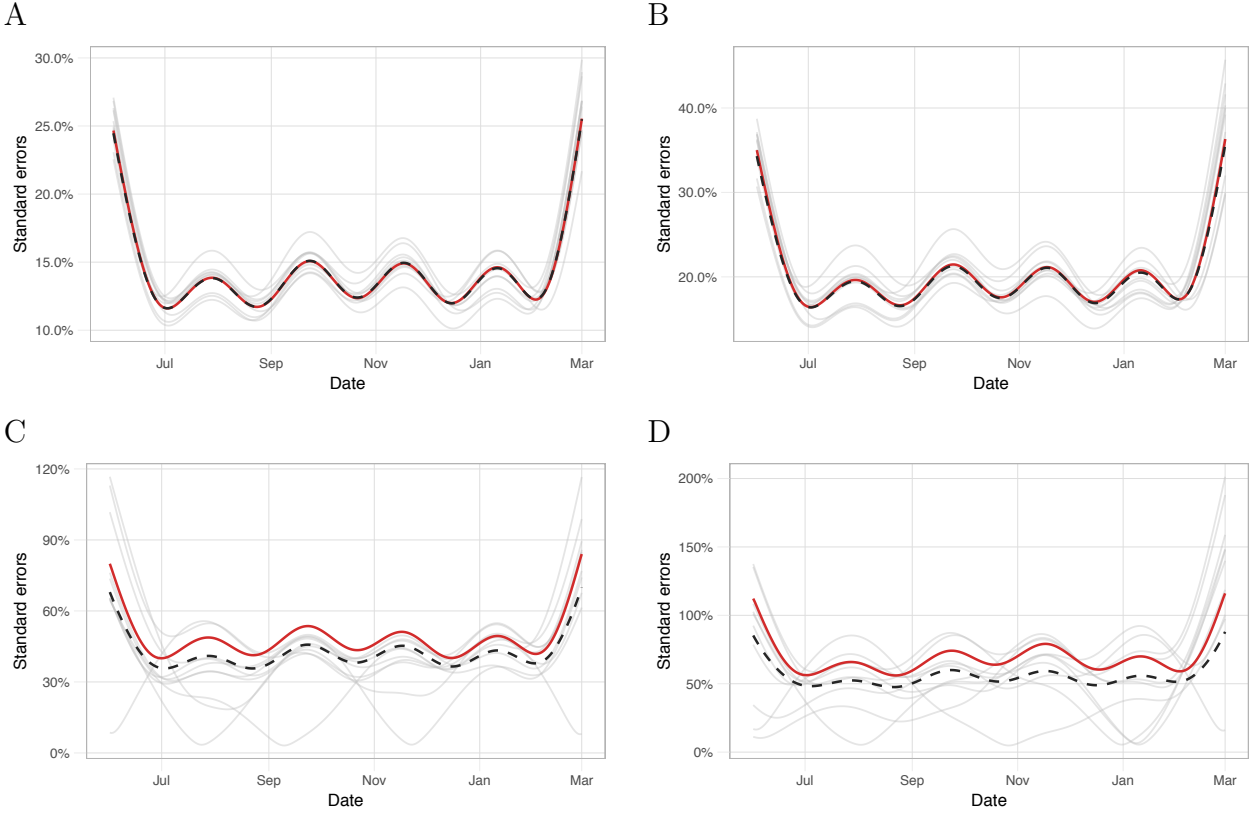 A
30.0%
25.0%
20.0%
15.0%
10.0%
Standard errors
Jul Sep Nov Jan Mar
Date
B
40.0%
30.0%
20.0%
Standard errors
Jul Sep Nov Jan Mar
Date
C
120%
90%
60%
30%
0%
Standard errors
Jul Sep Nov Jan Mar
Date
D
200%
150%
100%
50%
0%
Standard errors
Jul Sep Nov Jan Mar
Date